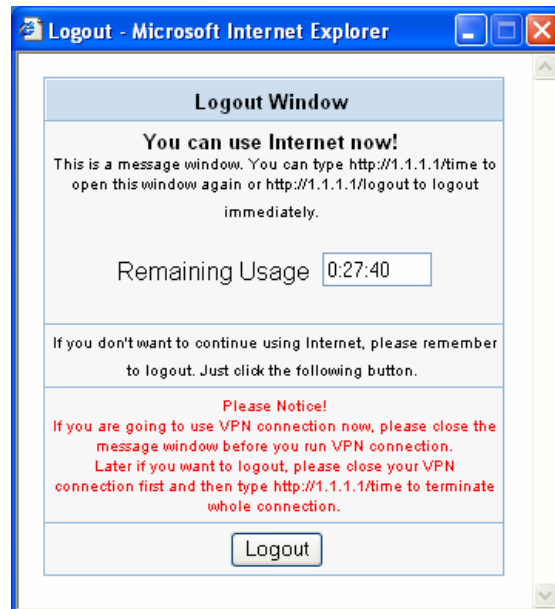 Logout - Microsoft Internet Explorer
Logout Window
You can use Internet now!
This is a message window. You can type http://1.1.1.1/time to
open this window again or http://1.1.1.1/logout to logout
immediately.
Remaining Usage 0:27:40
If you don't want to continue using Internet, please remember
to logout. Just click the following button.
Please Notice!
If you are going to use VPN connection now, please close the
message window before you run VPN connection.
Later if you want to logout, please close your VPN
connection first and then type http://1.1.1.1/time to terminate
whole connection.
Logout